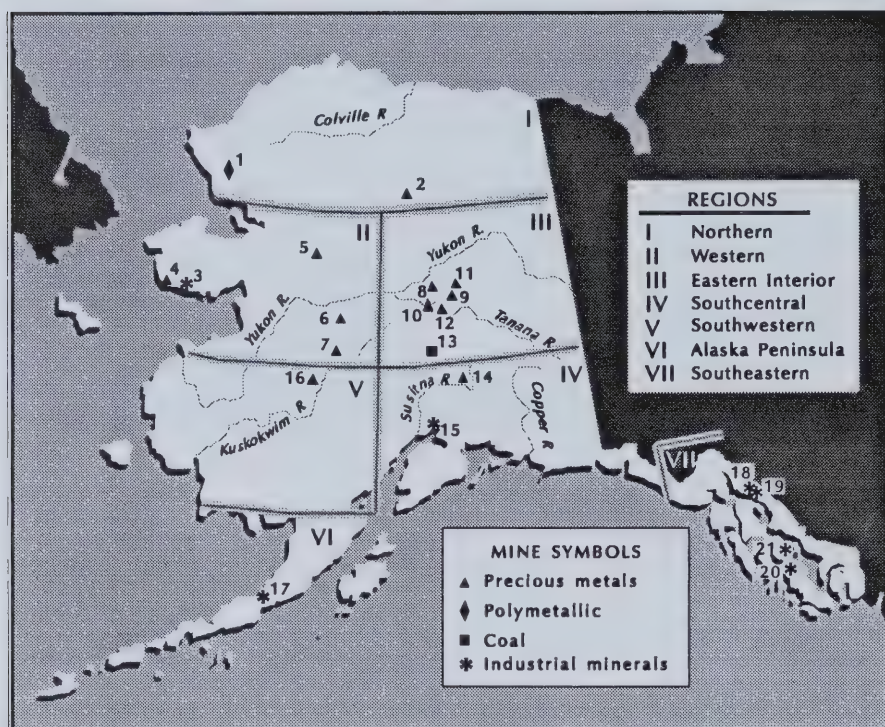 Colville R
I
1
2
REGIONS
I Northern
II Western
III Eastern Interior
IV Southcentral
V Southwestern
VI Alaska Peninsula
VII Southeastern
II
III
5
Yukon R.
4
3
8
11
9
10
12
Yukon R.
6
Tanana R
7
13
16
V
Susitna R
14
IV
Copper R
Kuskokwim R
15
VII
18
19
VI
21
20
17
MINE SYMBOLS
▲ Precious metals
♦ Polymetallic
■ Coal
* Industrial minerals